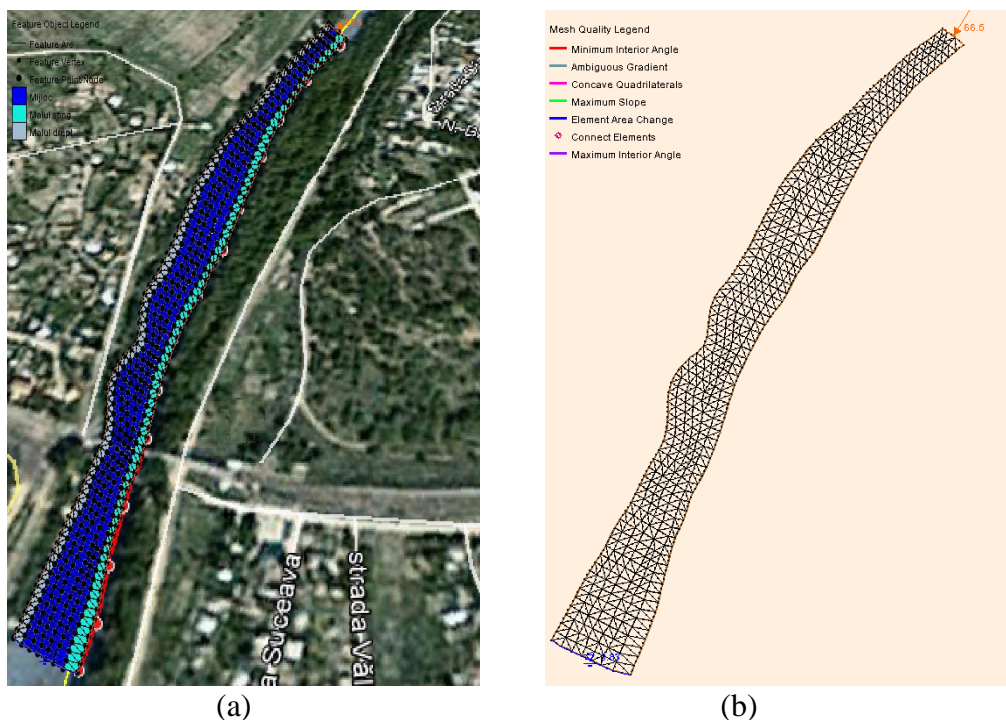 Feature Object Legend
Feature Arc
Feature Vertex
Feature Point/Node
Mijloc
Malul sting
Malul drept
a Suceava
strada Văl
(a)
Mesh Quality Legend
Minimum Interior Angle
Ambiguous Gradient
Concave Quadrilaterals
Maximum Slope
Element Area Change
Connect Elements
Maximum Interior Angle
66.5
(b)